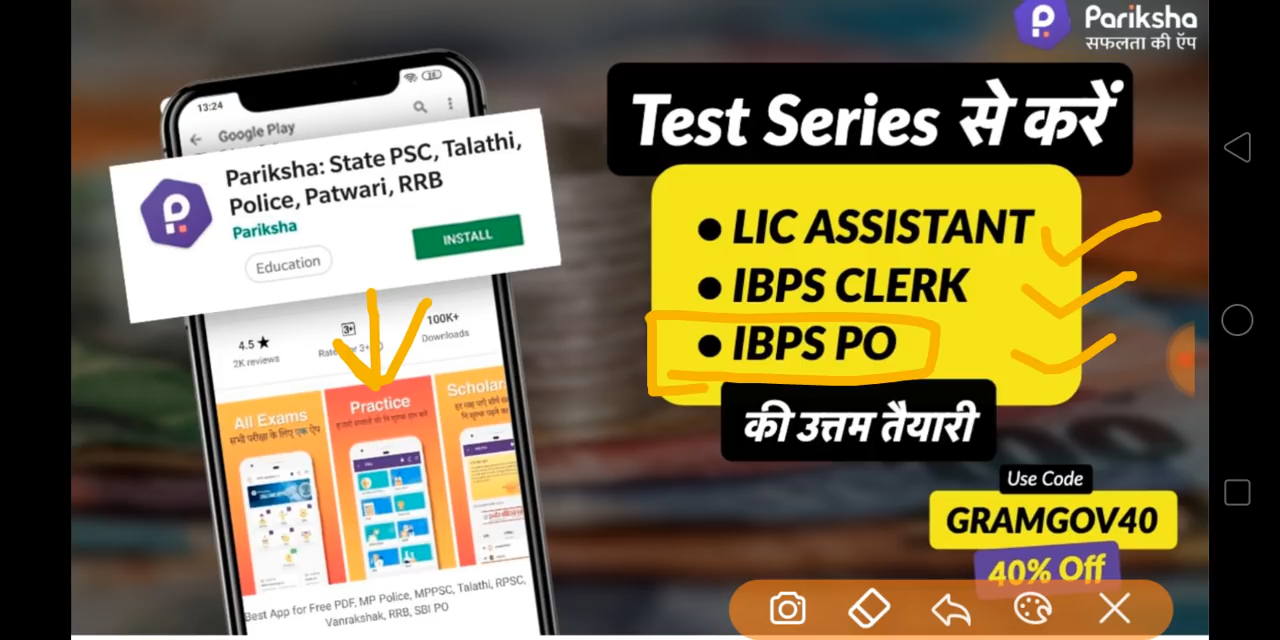 Pariksha
सफलता की ऍप
13:24
Google Play
Pariksha: State PSC, Talathi,
Police, Patwari, RRB
Pariksha
INSTALL
Education
4.5 ★
2K reviews
3+
100K+
Downloads
All Exams
सभी परीक्षा के लिए एक ऐप
Practice
Scholar
Best App for Free PDF, MP Police, MPPSC, Talathi, RPSC,
Vanrakshak, RRB, SBI PO
Test Series से करें
• LIC ASSISTANT
• IBPS CLERK
• IBPS PO
की उत्तम तैयारी
Use Code
GRAMGOV40
40% Off